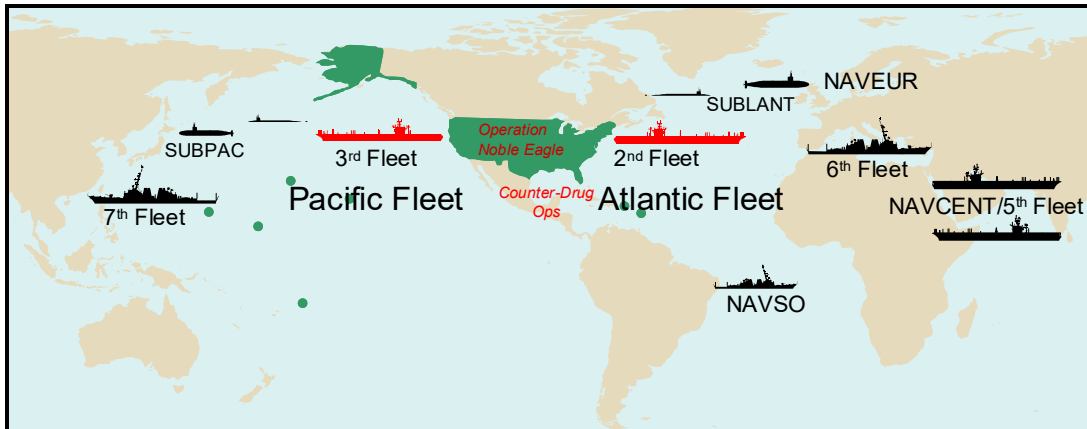 NAVEUR
SUBLANT
Operation
Noble Eagle
SUBPAC
3rd Fleet
2nd Fleet
6th Fleet
Counter-Drug
Ops
Pacific Fleet
Atlantic Fleet
7th Fleet
NAVCENT/5th Fleet
NAVSO